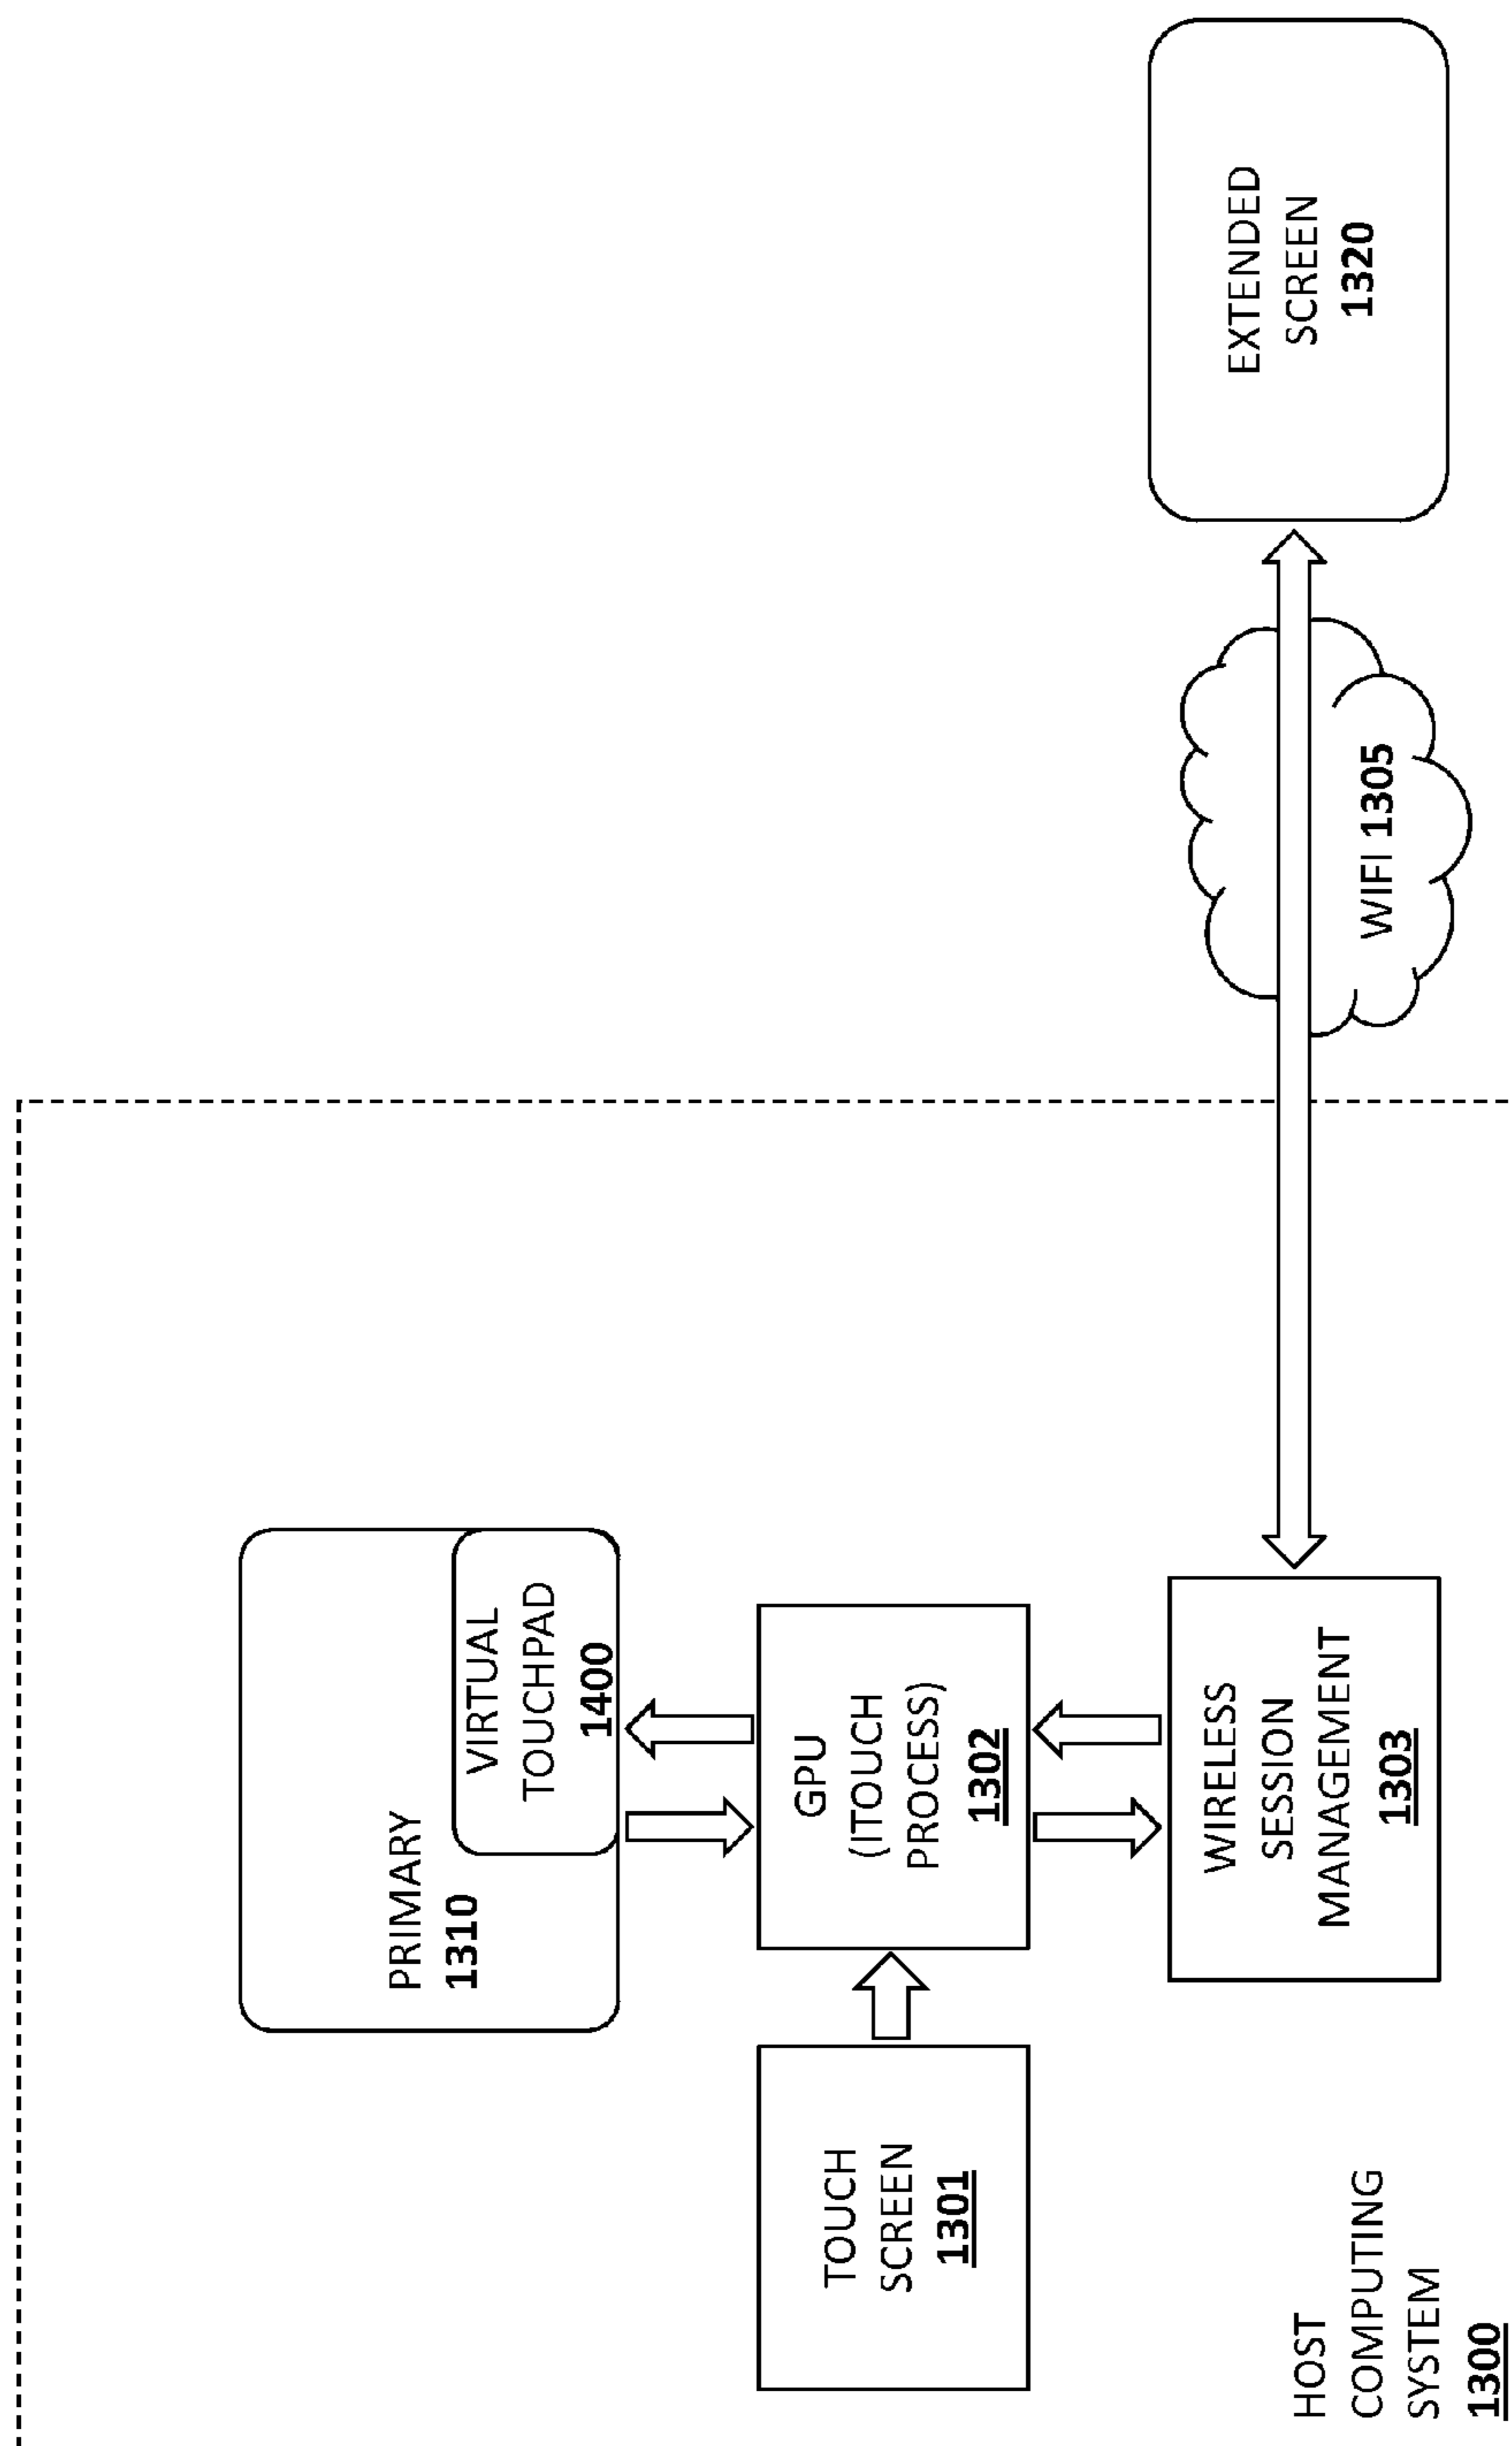 PRIMARY
1310
VIRTUAL
TOUCHPAD
1400
TOUCH
SCREEN
1301
GPU
(ITOUCH
PROCESS)
1302
HOST
COMPUTING
SYSTEM
1300
WIRELESS
SESSION
MANAGEMENT
1303
WIFI 1305
EXTENDED
SCREEN
1320